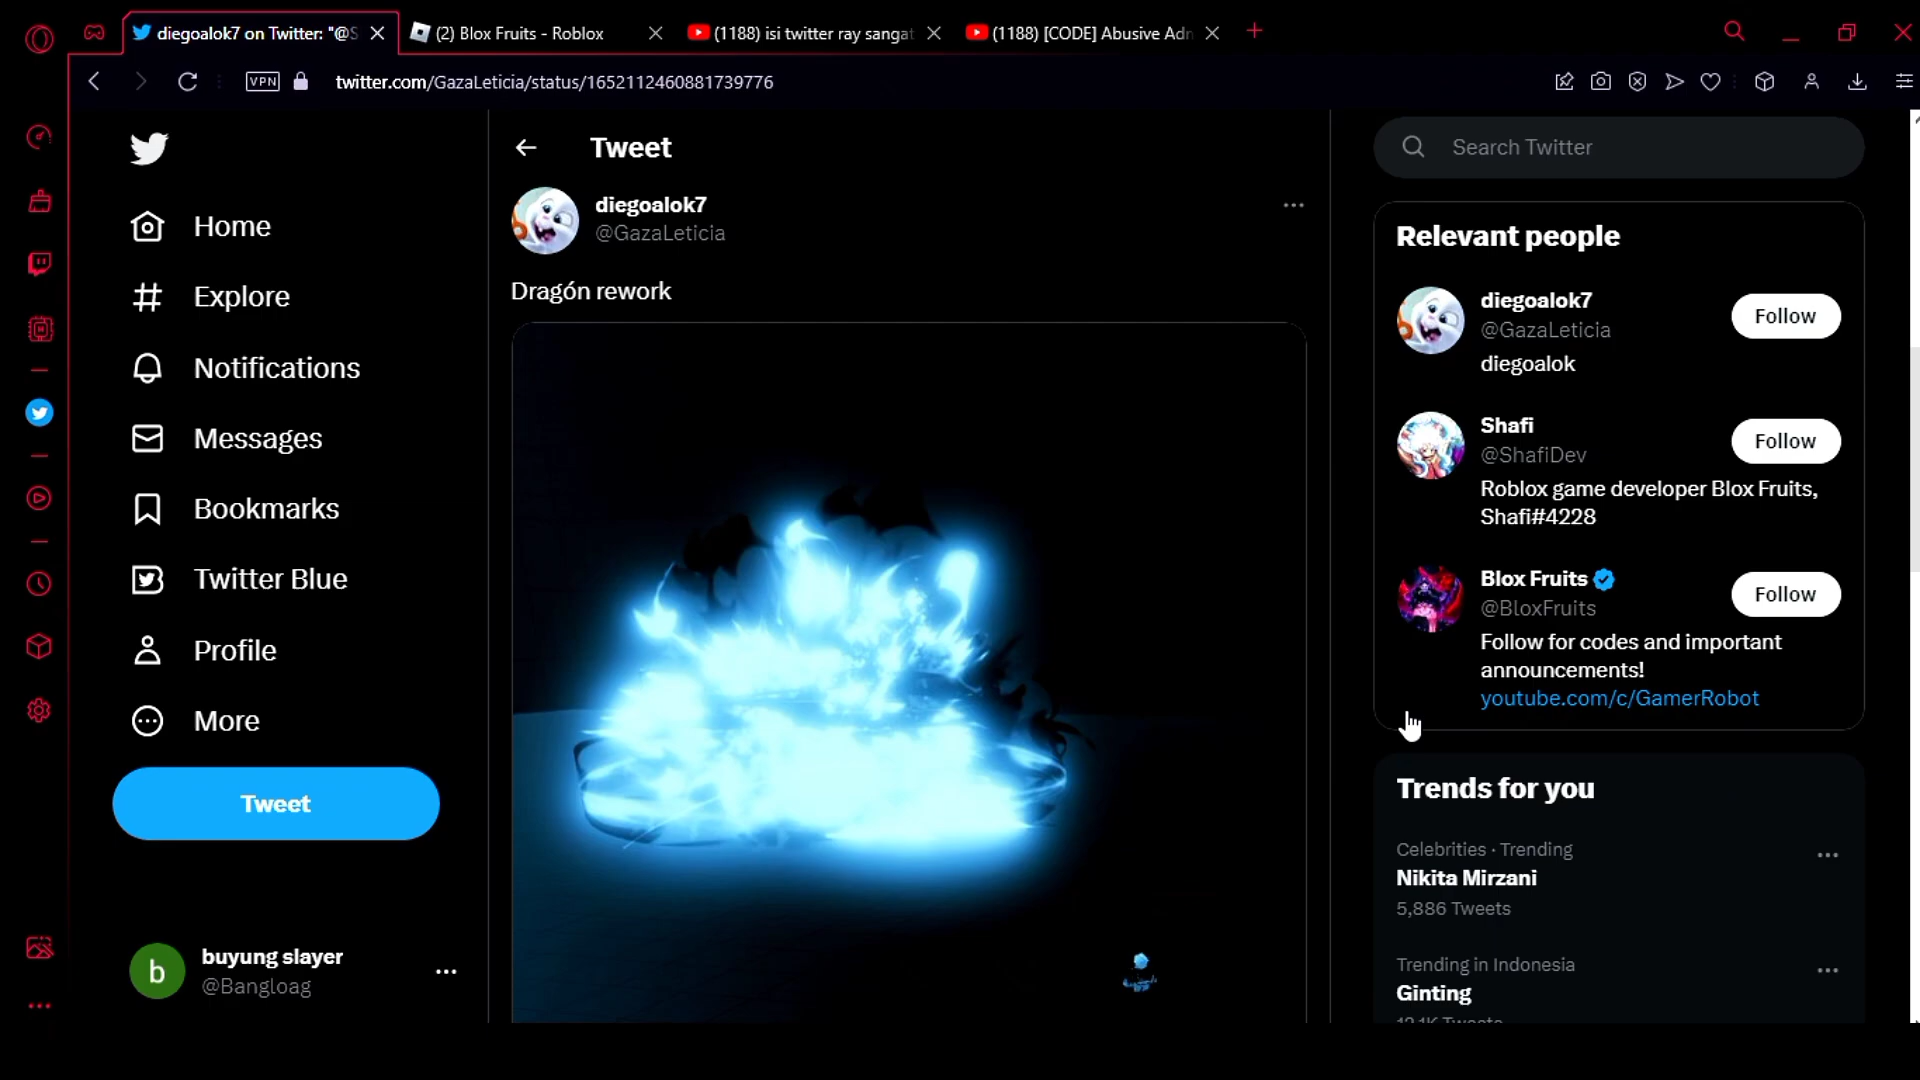 diegoalok7 on Twitter: "@S
(2) Blox Fruits - Roblox
(1188) isi twitter ray sangat
(1188) [CODE] Abusive Adn
VPN
twitter.com/GazaLeticia/status/1652112460881739776
Home
Explore
Notifications
Messages
Bookmarks
Twitter Blue
Profile
More
Tweet
b
buyung slayer
@Bangloag
Tweet
diegoalok7
@GazaLeticia
Dragón rework
Search Twitter
Relevant people
diegoalok7
@GazaLeticia
Follow
diegoalok
Shafi
@ShafiDev
Follow
Roblox game developer Blox Fruits,
Shafi#4228
Blox Fruits
@BloxFruits
Follow
Follow for codes and important
announcements!
youtube.com/c/GamerRobot
Trends for you
Celebrities · Trending
Nikita Mirzani
5,886 Tweets
Trending in Indonesia
Ginting
12.1K Tweets